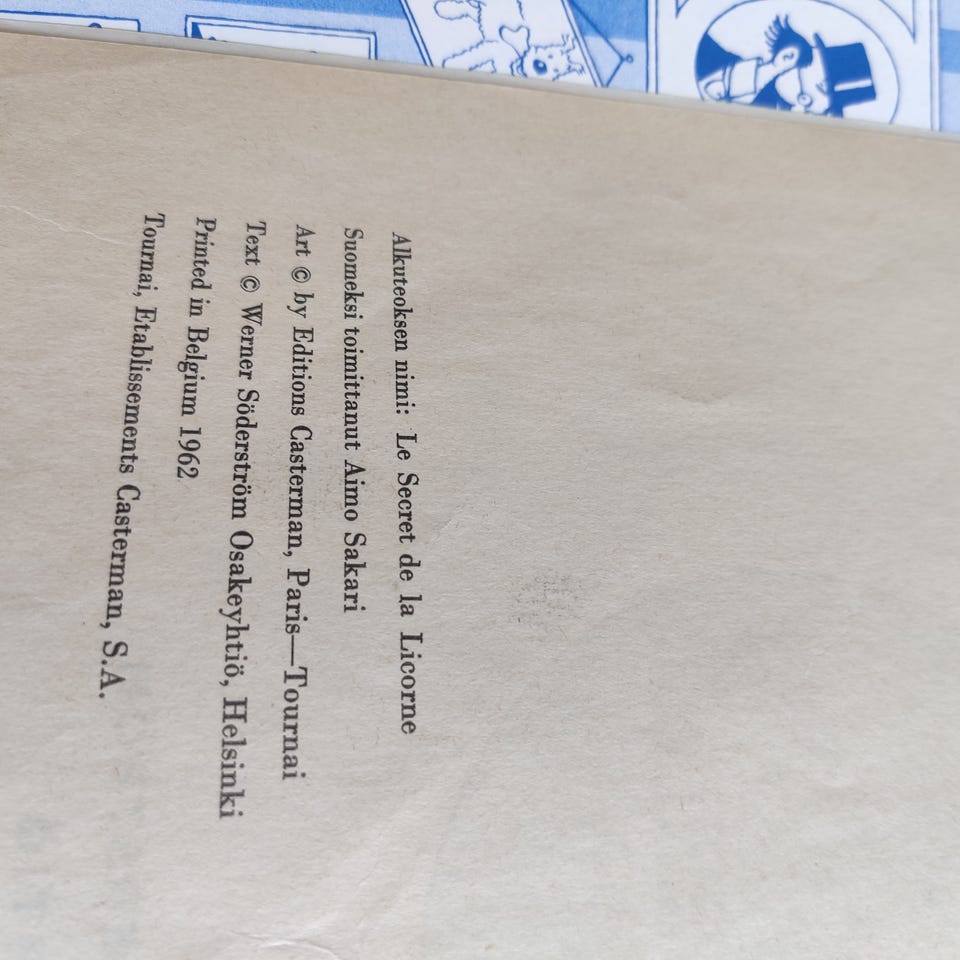 Alkuteoksen nimi: Le Secret de la Licorne
Suomeksi toimittanut Aimo Sakari
Art © by Editions Casterman, Paris—Tournai
Text © Werner Söderström Osakeyhtiö, Helsinki
Printed in Belgium 1962
Tournai, Etablissements Casterman, S.A.